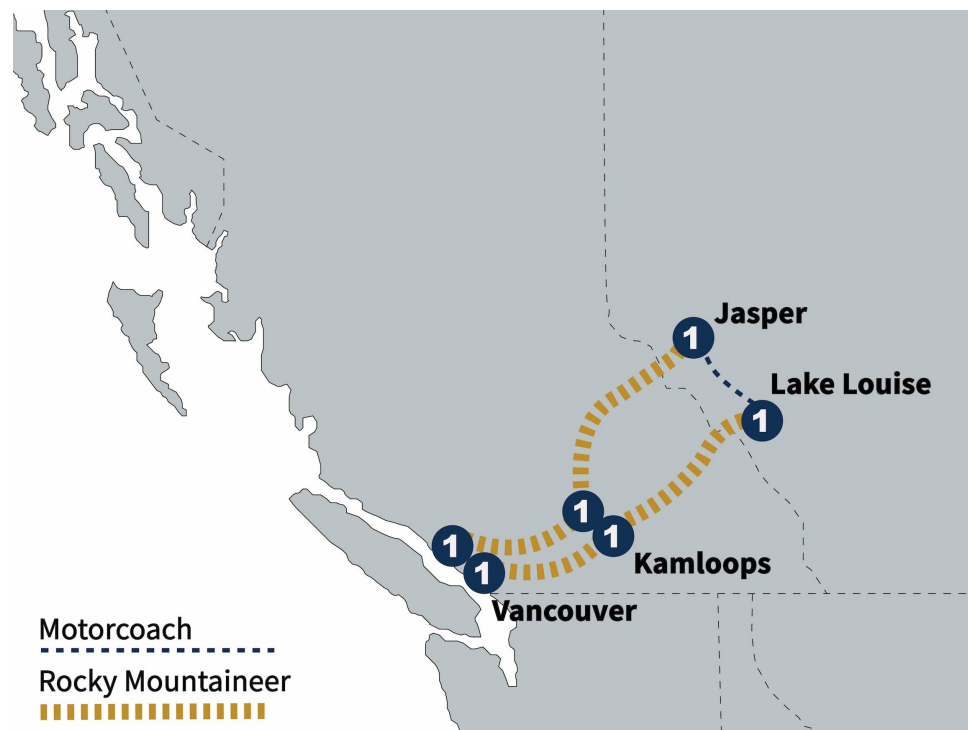 1
Jasper
Lake Louise
1
1
1
Kamloops
1
1
Vancouver
Motorcoach
Rocky Mountaineer